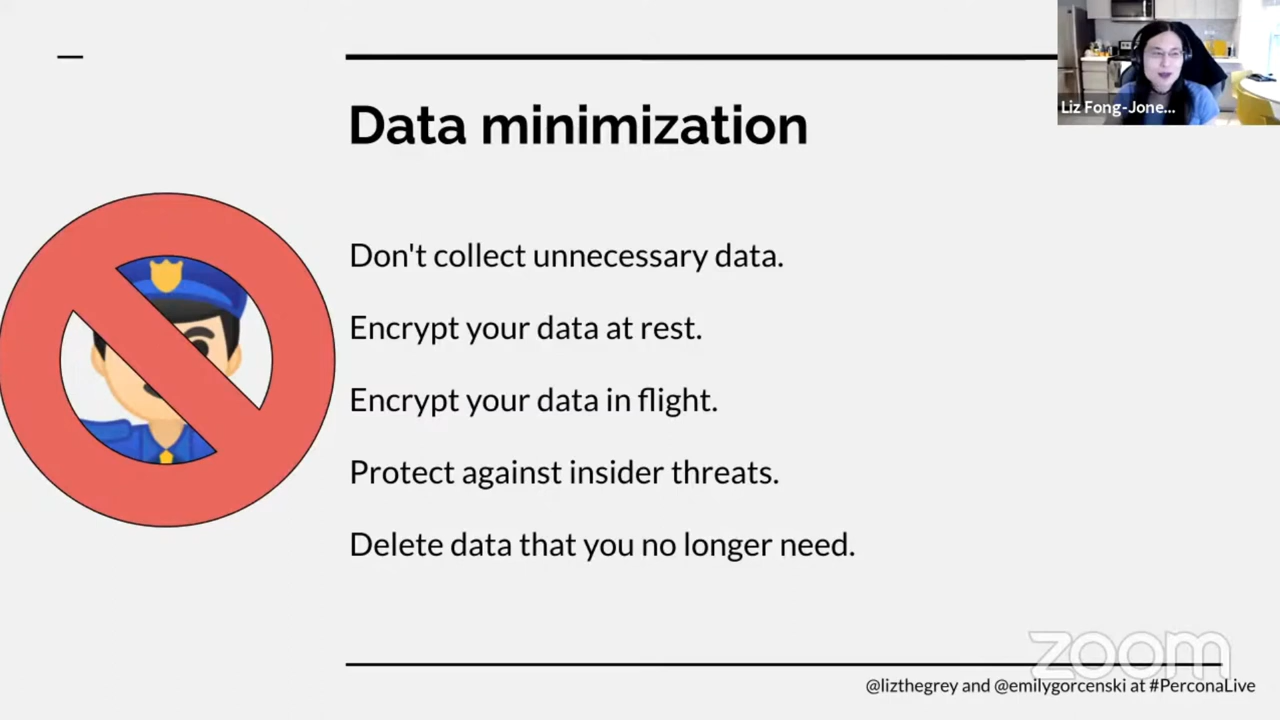 Liz Fong-Jone...
Data minimization
Don't collect unnecessary data.
Encrypt your data at rest.
Encrypt your data in flight.
Protect against insider threats.
Delete data that you no longer need.
zoom
@lizthegrey and @emilygorcenski at #PerconaLive